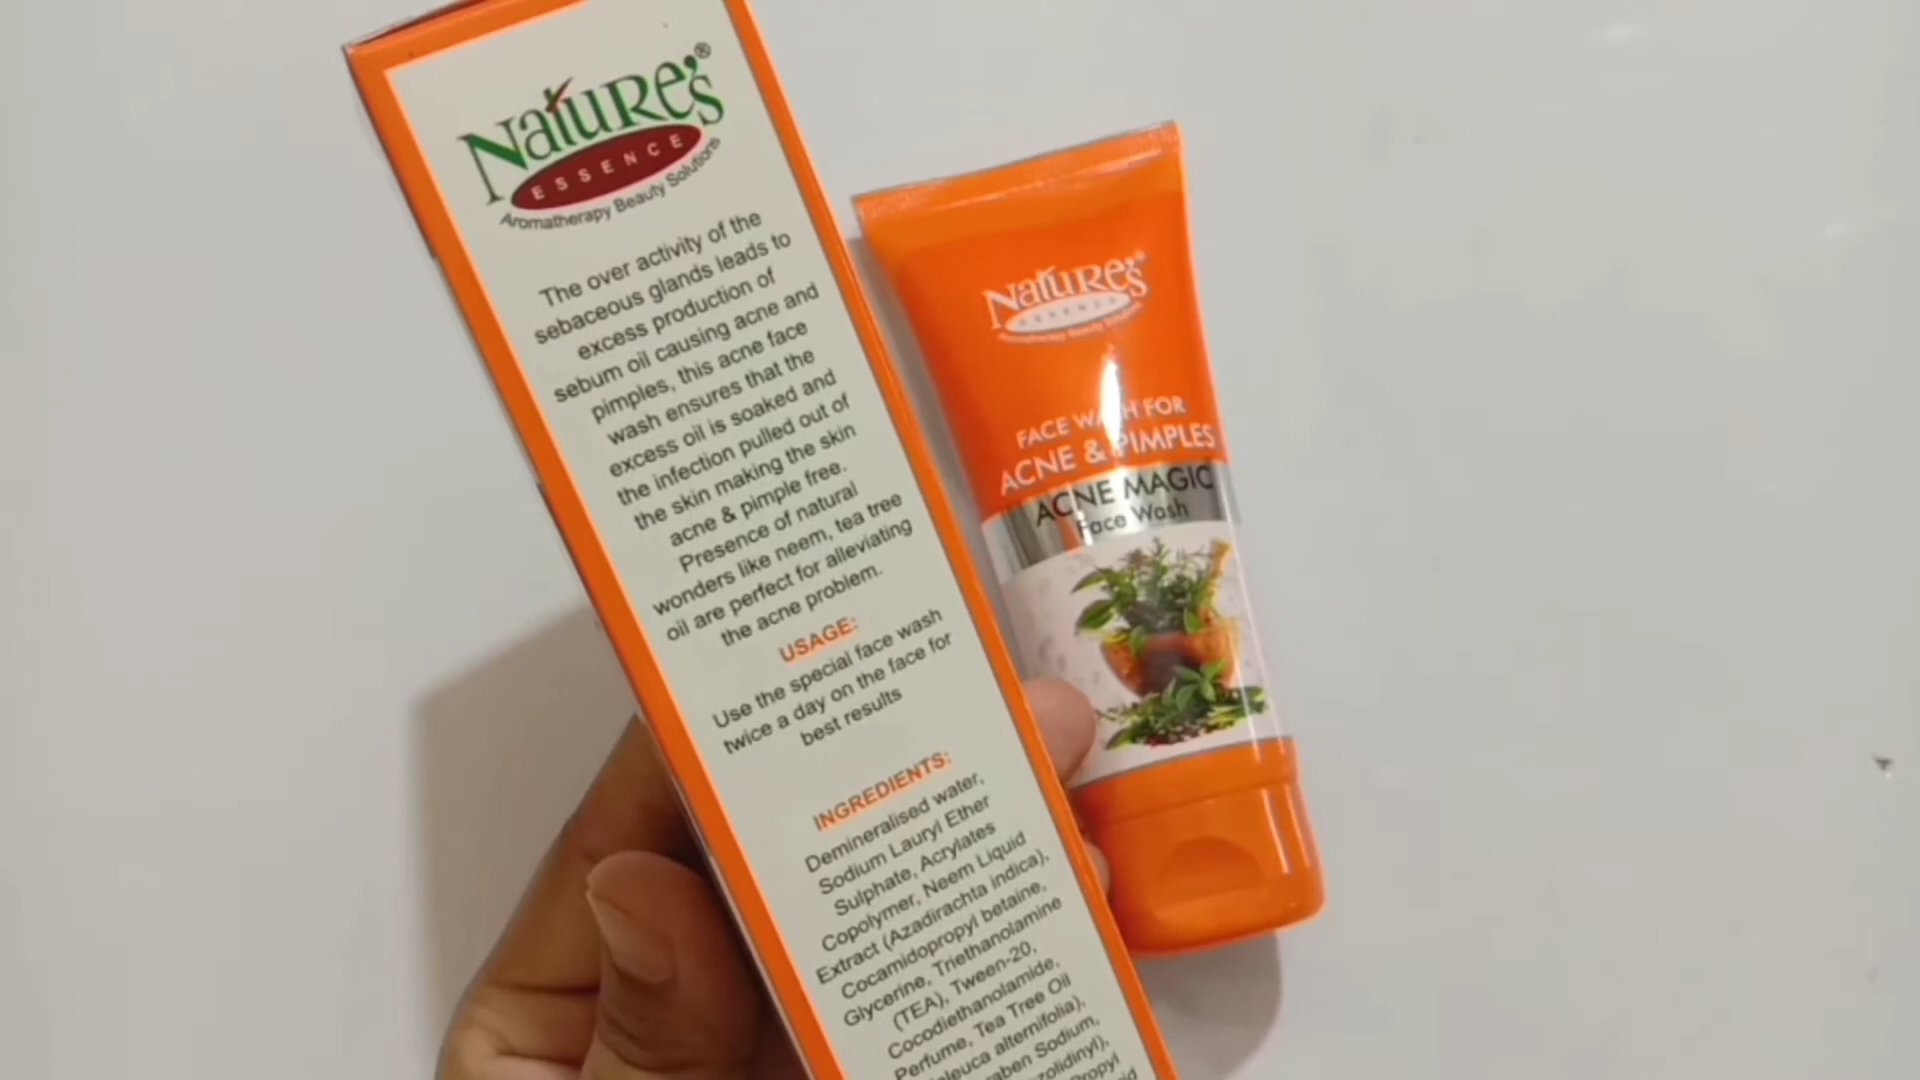 Nature's®
ESSENCE
Aromatherapy Beauty Solutions
The over activity of the
sebaceous glands leads to
excess production of
sebum oil causing acne and
pimples, this acne face
wash ensures that the
excess oil is soaked and
the infection pulled out of
the skin making the skin
acne & pimple free.
Presence of natural
wonders like neem, tea tree
oil are perfect for alleviating
the acne problem.
USAGE:
Use the special face wash
twice a day on the face for
best results
INGREDIENTS:
Demineralised water,
Sodium Lauryl Ether
Sulphate, Acrylates
Copolymer, Neem Liquid
Extract (Azadirachta indica),
Cocamidopropyl betaine,
Glycerine, Triethanolamine
(TEA), Tween-20,
Cocodiethanolamide,
Perfume, Tea Tree Oil
alternifolia),
Sodium,
Propyl
Nature's
ESSENCE
Aromatherapy Beauty
FACE WASH FOR
ACNE & PIMPLES
ACNE MAGIC
Face Wash